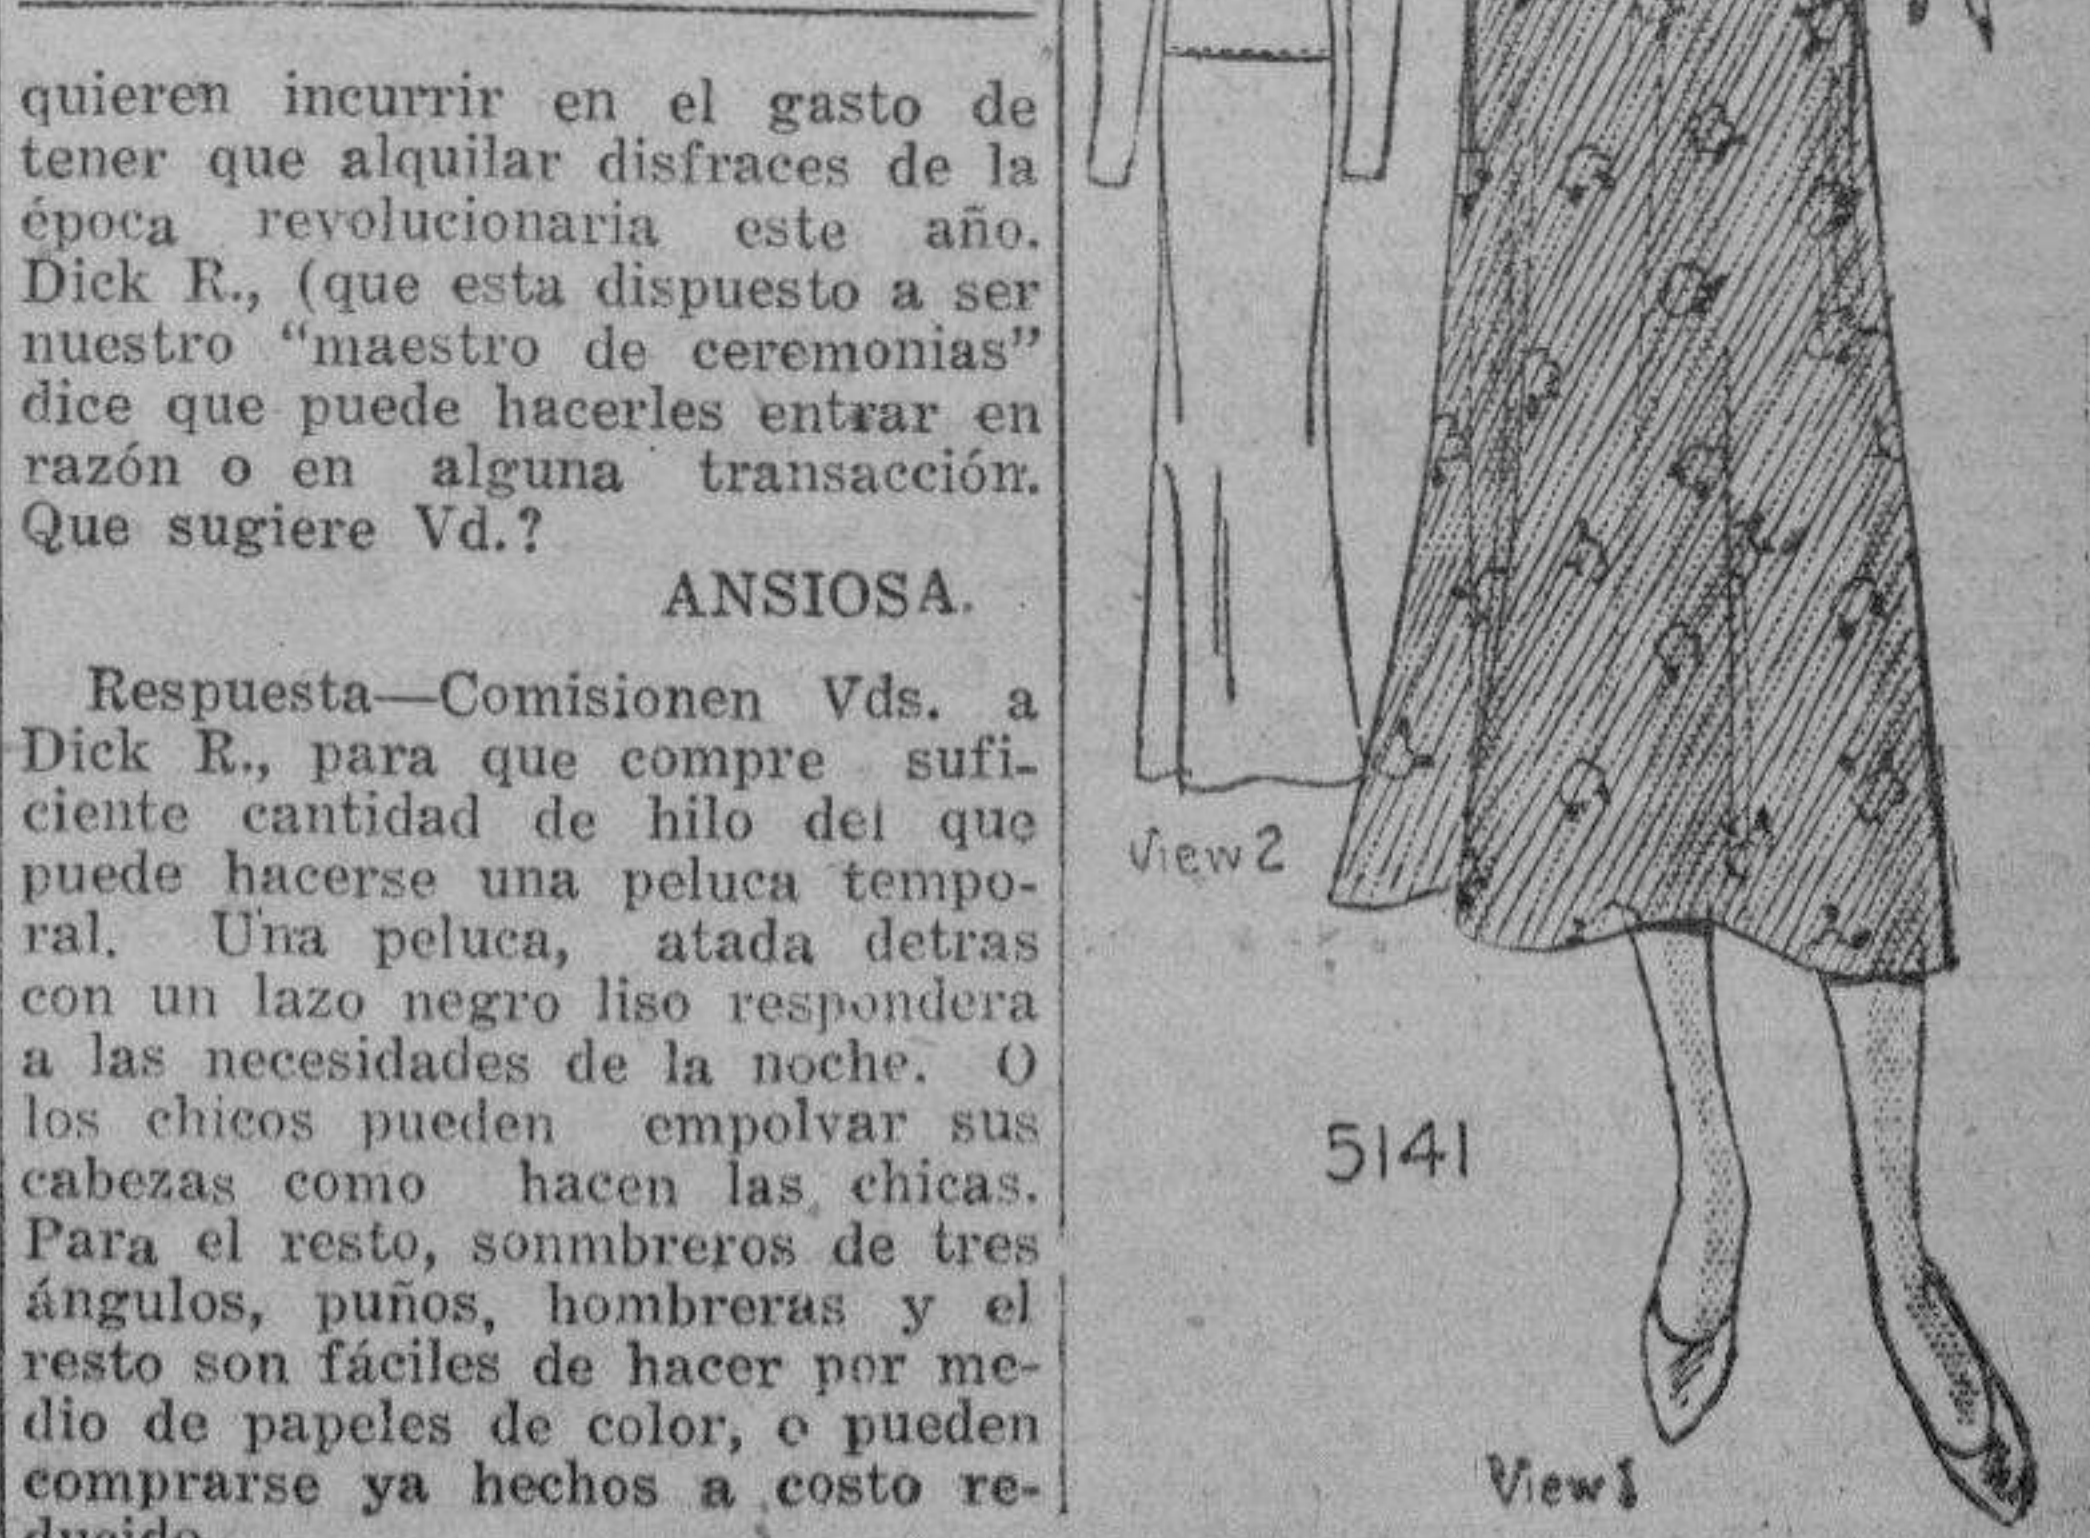 quieren incurrir en el gasto de
tener que alquilar disfraces de la
época revolucionaria este año.
Dick R., (que esta dispuesto a ser
nuestro “maestro de ceremonias”
dice que puede hacerles entrar en
razón o en alguna transacción.
Que sugiere Vd.?
ANSIOSA.
Respuesta—Comisionen Vds. a
Dick R., para que compre sufi-
ciente cantidad de hilo del que
puede hacerse una peluca tempo-
ral. Una peluca, atada detras
con un lazo negro liso respondera
a las necesidades de la noche. O
los chicos pueden empolvar sus
cabezas como hacen las chicas.
Para el resto, sonmbreros de tres
ángulos, puños, hombreras y el
resto son fáciles de hacer por me-
dio de papeles de color, o pueden
comprarse ya hechos a costo re-
ducido
View 2
5141
View 1